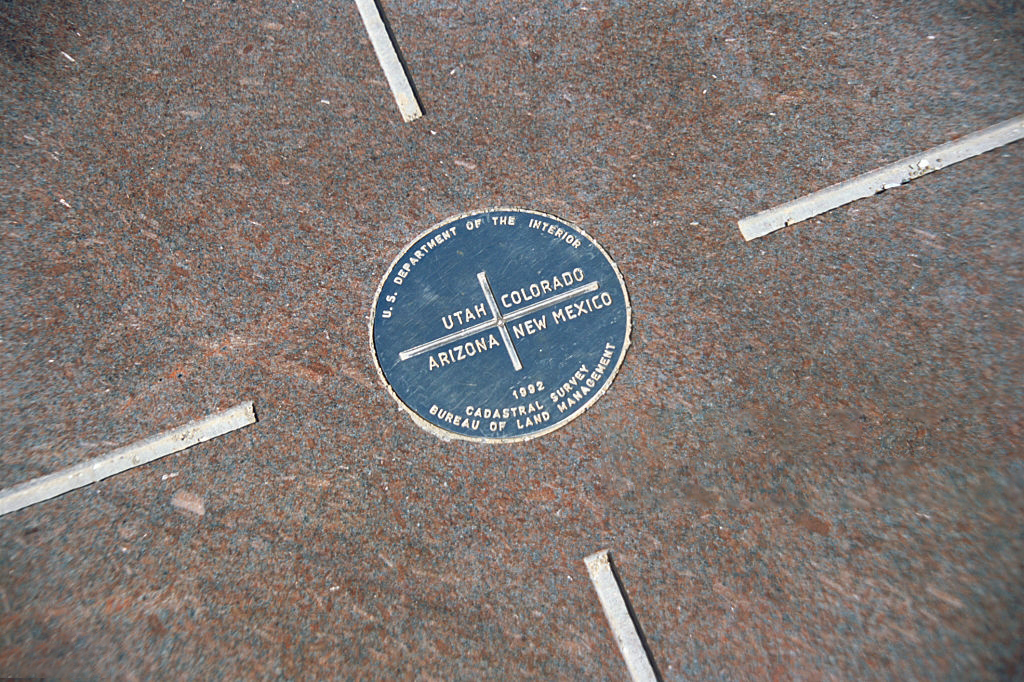 U. S. DEPARTMENT OF THE INTERIOR
UTAH COLORADO
ARIZONA NEW MEXICO
1992
CADASTRAL SURVEY
BUREAU OF LAND MANAGEMENT